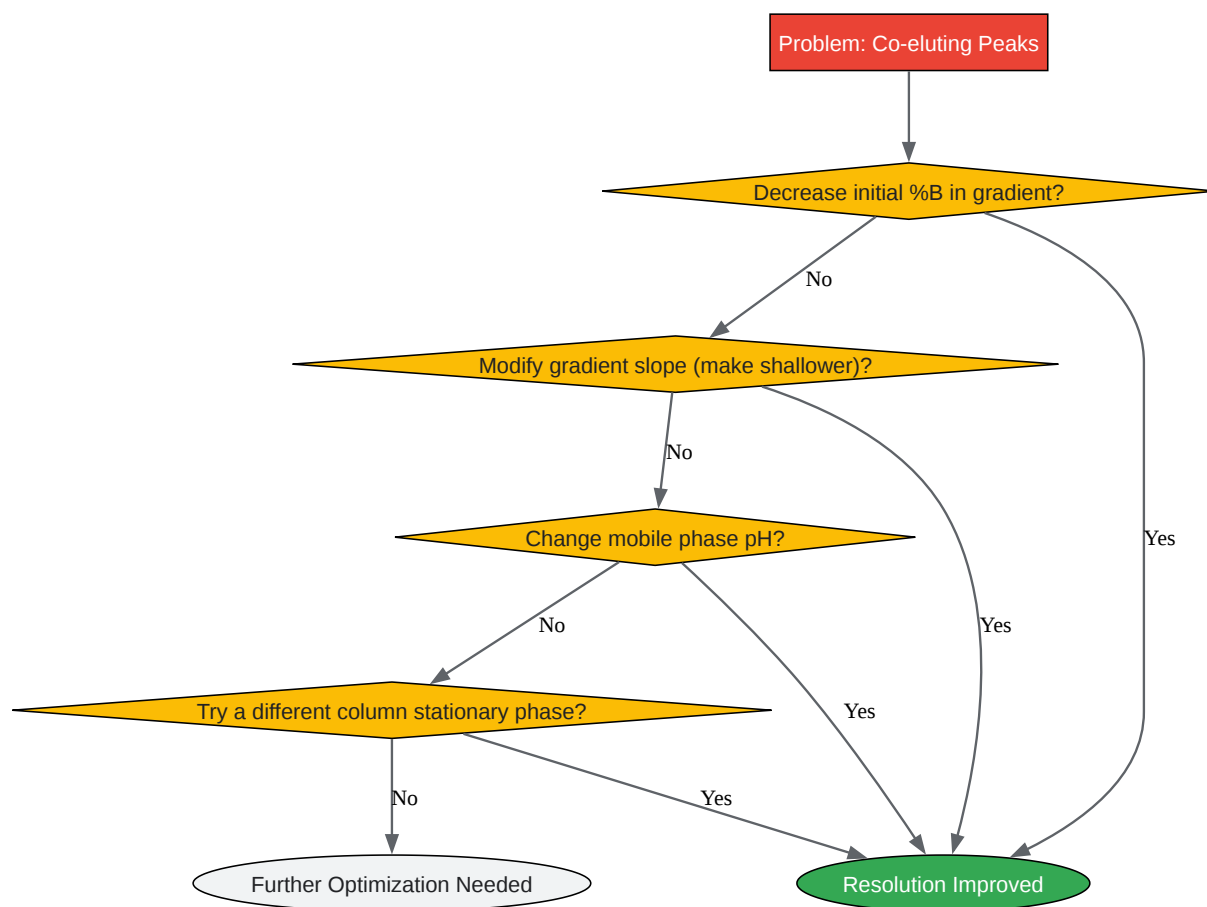 Problem: Co-eluting Peaks
Decrease initial %B in gradient?
No
Modify gradient slope (make shallower)?
No
Change mobile phase pH?
Yes
No
Yes
Try a different column stationary phase?
Yes
No
Yes
Further Optimization Needed
Resolution Improved